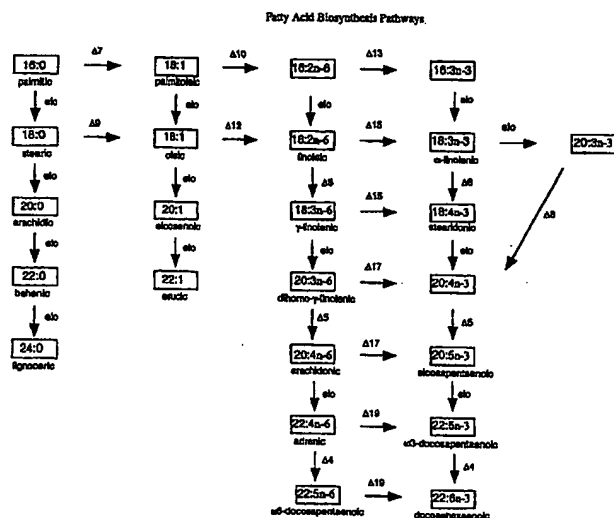 Fatty Acid Biosynthesis Pathways.
Δ7 Δ10 Δ13
16:0 18:1 16:2n-6 16:3n-3
palmitic palmitoleic
elo elo elo elo
Δ9 Δ12 Δ15 elo
18:0 18:1 18:2n-6 18:3n-3 20:3n-3
stearic oleic linoleic α-linolenic
elo elo Δ6 Δ6
Δ15 Δ8
20:0 20:1 18:3n-6 18:4n-3
arachidic eicosenoic γ-linolenic stearidonic
elo elo elo elo
Δ17
22:0 22:1 20:3n-6 20:4n-3
behenic erucic dihomo-γ-linolenic
elo Δ5 Δ5
Δ17
24:0 20:4n-6 20:5n-3
lignoceric arachidonic eicosapentaenoic
elo elo
Δ19
22:4n-6 22:5n-3
adrenic ω3-docosapentaenoic
Δ4 Δ4
Δ19
22:5n-6 22:6n-3
ω6-docosapentaenoic docosahexaenoic